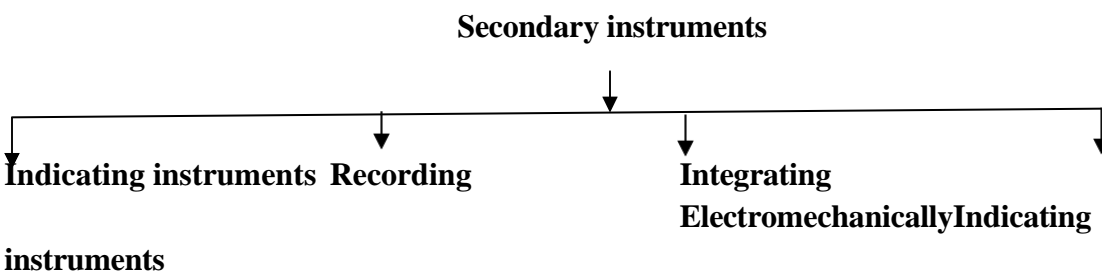 Secondary instruments
Indicating instruments Recording Integrating
ElectromechanicallyIndicating
instruments